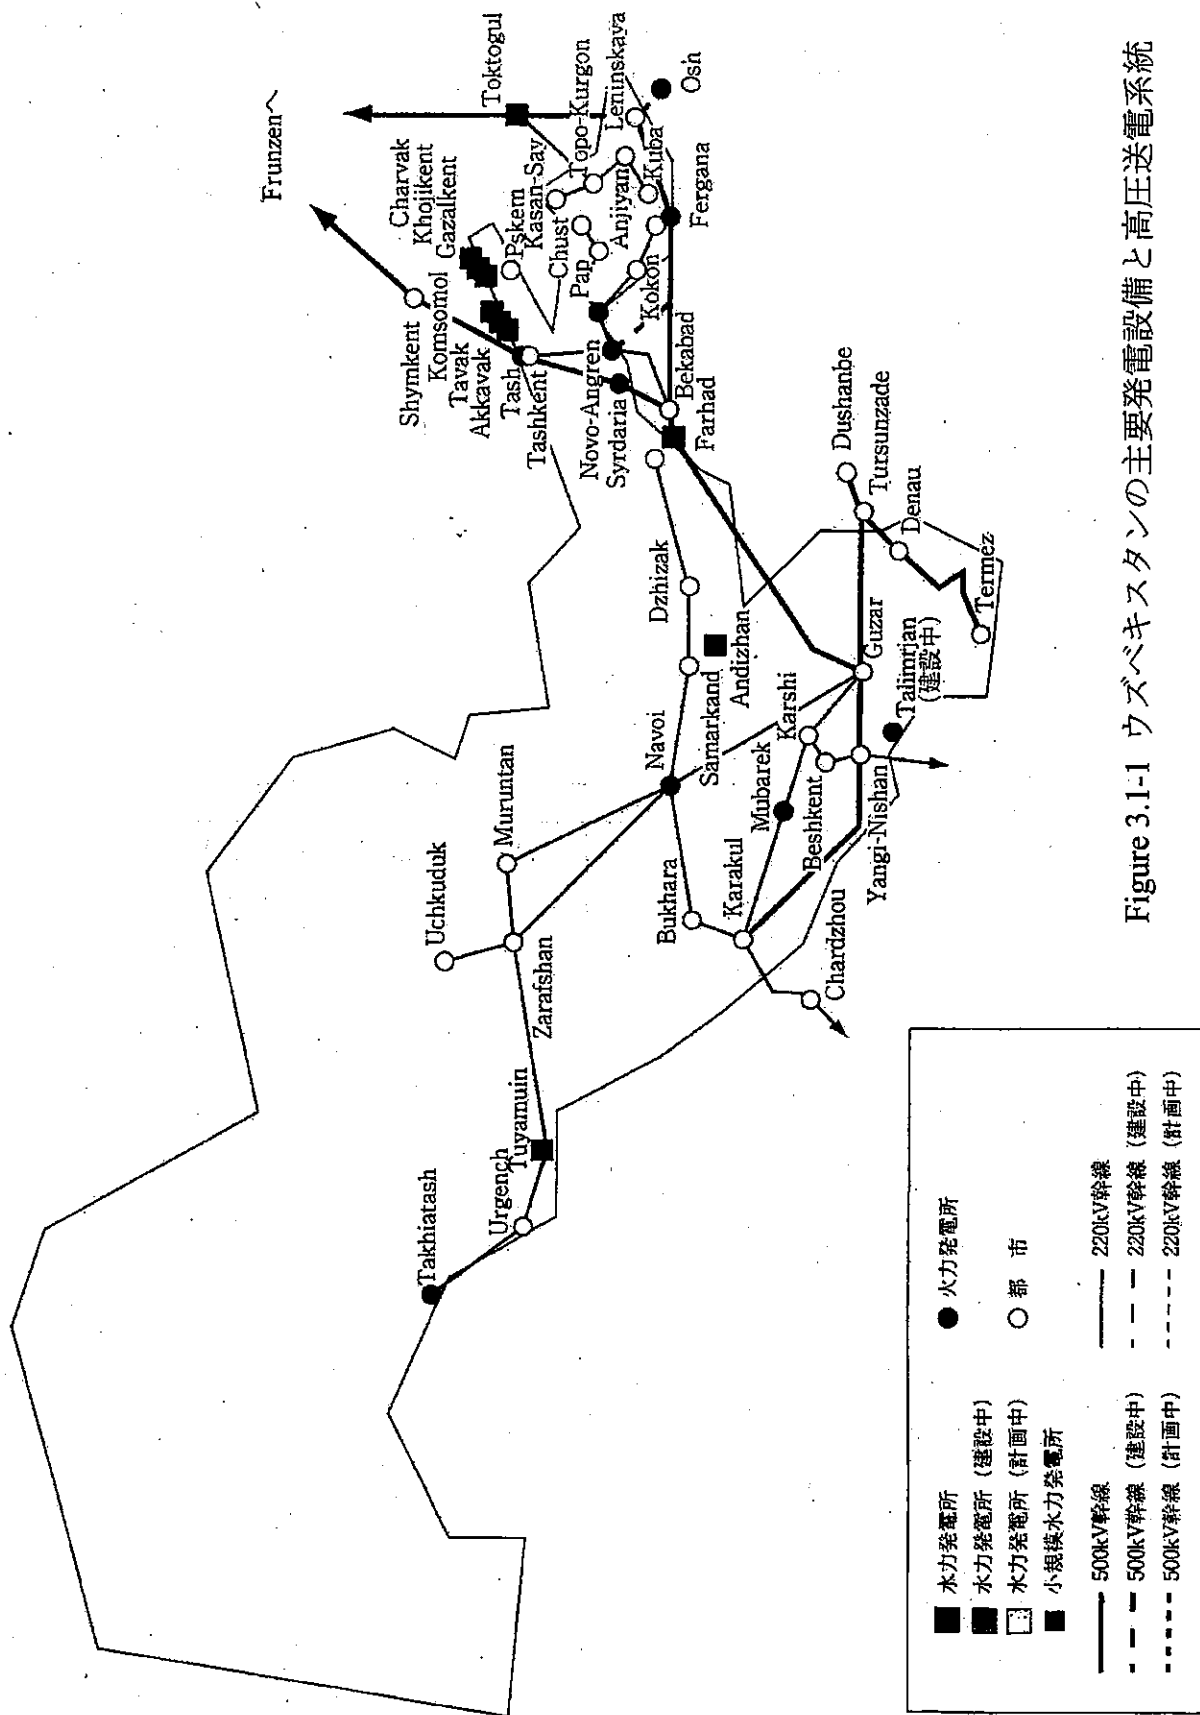 Frunzenへ
Toktogul
Charvak
Khojikent
Gazalkent
Shymkent
Komsomol
Tavak
Akkavak
Tash
Tashkent
Pskem
Kasan-Say
Chust
Topo-Kurgon
Leninskaya
Osh
Pap
Anjiyan
Kuba
Fergana
Kokon
Novo-Angren
Syrdaria
Bekabad
Farhad
Dushanbe
Tursunzade
Denau
Termez
Dzhizak
Andizhan
Samarkand
Navoi
Guzar
Talimrjan
(建設中)
Karshi
Mubarek
Beshkent
Yangi-Nishan
Muruntan
Uchkuduk
Zarafshan
Bukhara
Karakul
Chardzhou
Tuyamuin
Urgench
Takhiatash
水力発電所
火力発電所
水力発電所 (建設中)
水力発電所 (計画中)
都 市
小規模水力発電所
500kV幹線
220kV幹線
500kV幹線 (建設中)
220kV幹線 (建設中)
500kV幹線 (計画中)
220kV幹線 (計画中)
Figure 3.1-1 ウズベキスタンの主要発電設備と高圧送電系統